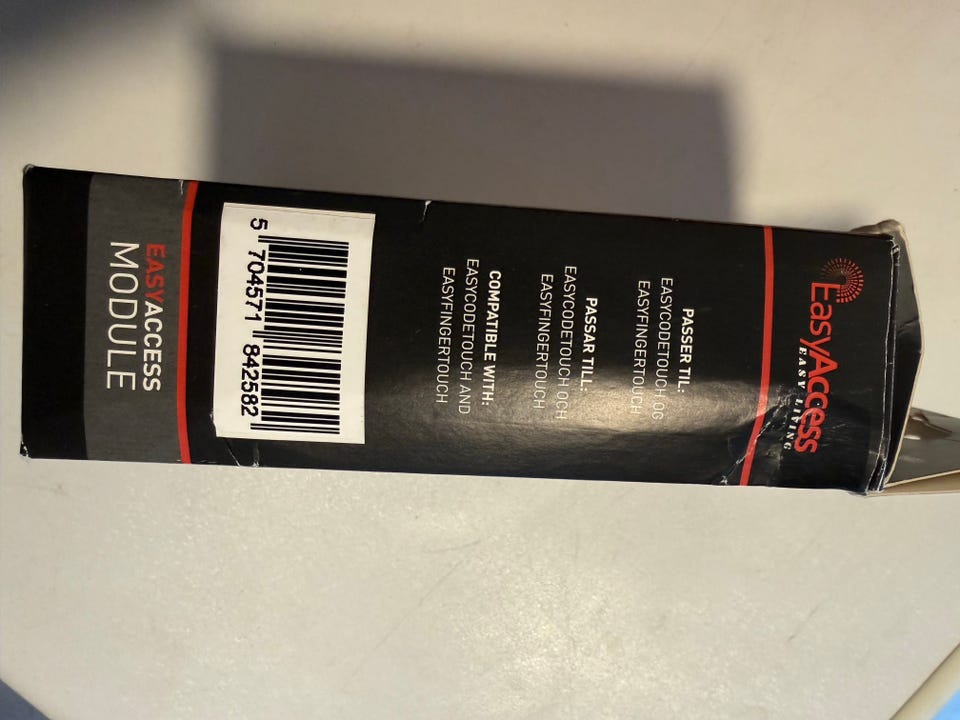 EasyAccess
EASY LIVING
PASSER TIL:
EASYCODETOUCH OG
EASYFINGERTOUCH
PASSAR TILL:
EASYCODETOUCH OCH
EASYFINGERTOUCH
COMPATIBLE WITH:
EASYCODETOUCH AND
EASYFINGERTOUCH
5 704571 842582
EASYACCESS
MODULE